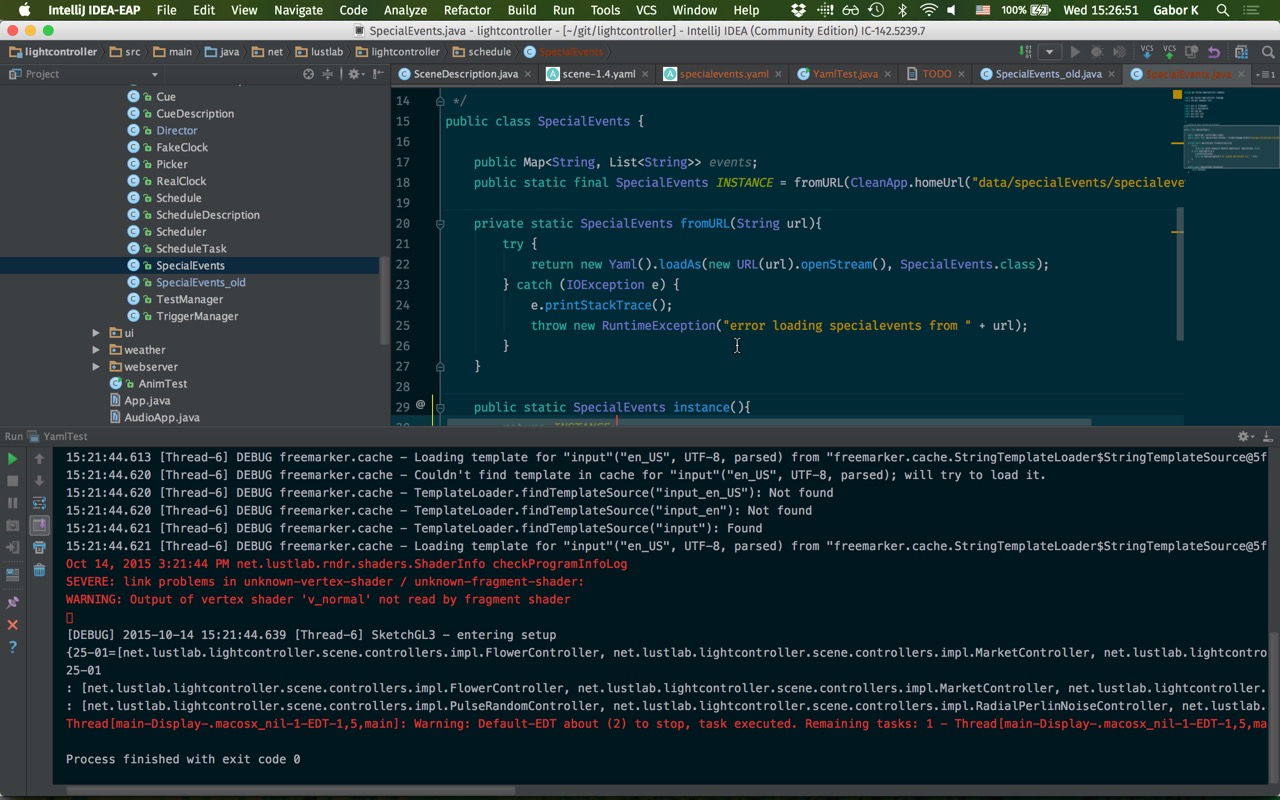 IntelliJ IDEA-EAP File Edit View Navigate Code Analyze Refactor Build Run Tools VCS Window Help 100% Wed 15:26:51 Gabor K
SpecialEvents.java - lightcontroller - [~/git/lightcontroller] - IntelliJ IDEA (Community Edition) IC-142.5239.7
lightcontroller src main java net lustlab lightcontroller schedule SpecialEvents
Project
SceneDescription.java scene-1.4.yaml specialevents.yaml YamlTest.java TODO SpecialEvents_old.java SpecialEvents.java
Cue
CueDescription
Director
FakeClock
Picker
RealClock
Schedule
ScheduleDescription
Scheduler
ScheduleTask
SpecialEvents
SpecialEvents_old
TestManager
TriggerManager
ui
weather
webserver
AnimTest
App.java
AudioApp.java
14 */
15 public class SpecialEvents {
16
17 public Map<String, List<String>> events;
18 public static final SpecialEvents INSTANCE = fromURL(CleanApp.homeUrl("data/specialEvents/specialeve
19
20 private static SpecialEvents fromURL(String url){
21 try {
22 return new Yaml().loadAs(new URL(url).openStream(), SpecialEvents.class);
23 } catch (IOException e) {
24 e.printStackTrace();
25 throw new RuntimeException("error loading specialevents from " + url);
26 }
27 }
28
29 @ public static SpecialEvents instance(){
Run YamlTest
15:21:44.613 [Thread-6] DEBUG freemarker.cache - Loading template for "input"("en_US", UTF-8, parsed) from "freemarker.cache.StringTemplateLoader$StringTemplateSource@5f
15:21:44.620 [Thread-6] DEBUG freemarker.cache - Couldn't find template in cache for "input"("en_US", UTF-8, parsed); will try to load it.
15:21:44.620 [Thread-6] DEBUG freemarker.cache - TemplateLoader.findTemplateSource("input_en_US"): Not found
15:21:44.620 [Thread-6] DEBUG freemarker.cache - TemplateLoader.findTemplateSource("input_en"): Not found
15:21:44.621 [Thread-6] DEBUG freemarker.cache - TemplateLoader.findTemplateSource("input"): Found
15:21:44.621 [Thread-6] DEBUG freemarker.cache - Loading template for "input"("en_US", UTF-8, parsed) from "freemarker.cache.StringTemplateLoader$StringTemplateSource@5f
Oct 14, 2015 3:21:44 PM net.lustlab.rndr.shaders.ShaderInfo checkProgramInfoLog
SEVERE: link problems in unknown-vertex-shader / unknown-fragment-shader:
WARNING: Output of vertex shader 'v_normal' not read by fragment shader
[DEBUG] 2015-10-14 15:21:44.639 [Thread-6] SketchGL3 - entering setup
{25-01=[net.lustlab.lightcontroller.scene.controllers.impl.FlowerController, net.lustlab.lightcontroller.scene.controllers.impl.MarketController, net.lustlab.lightcontro
25-01
: [net.lustlab.lightcontroller.scene.controllers.impl.FlowerController, net.lustlab.lightcontroller.scene.controllers.impl.MarketController, net.lustlab.lightcontroller.
: [net.lustlab.lightcontroller.scene.controllers.impl.PulseRandomController, net.lustlab.lightcontroller.scene.controllers.impl.RadialPerlinNoiseController, net.lustlab.
Thread[main-Display-.macosx_nil-1-EDT-1,5,main]: Warning: Default-EDT about (2) to stop, task executed. Remaining tasks: 1 - Thread[main-Display-.macosx_nil-1-EDT-1,5,ma
Process finished with exit code 0